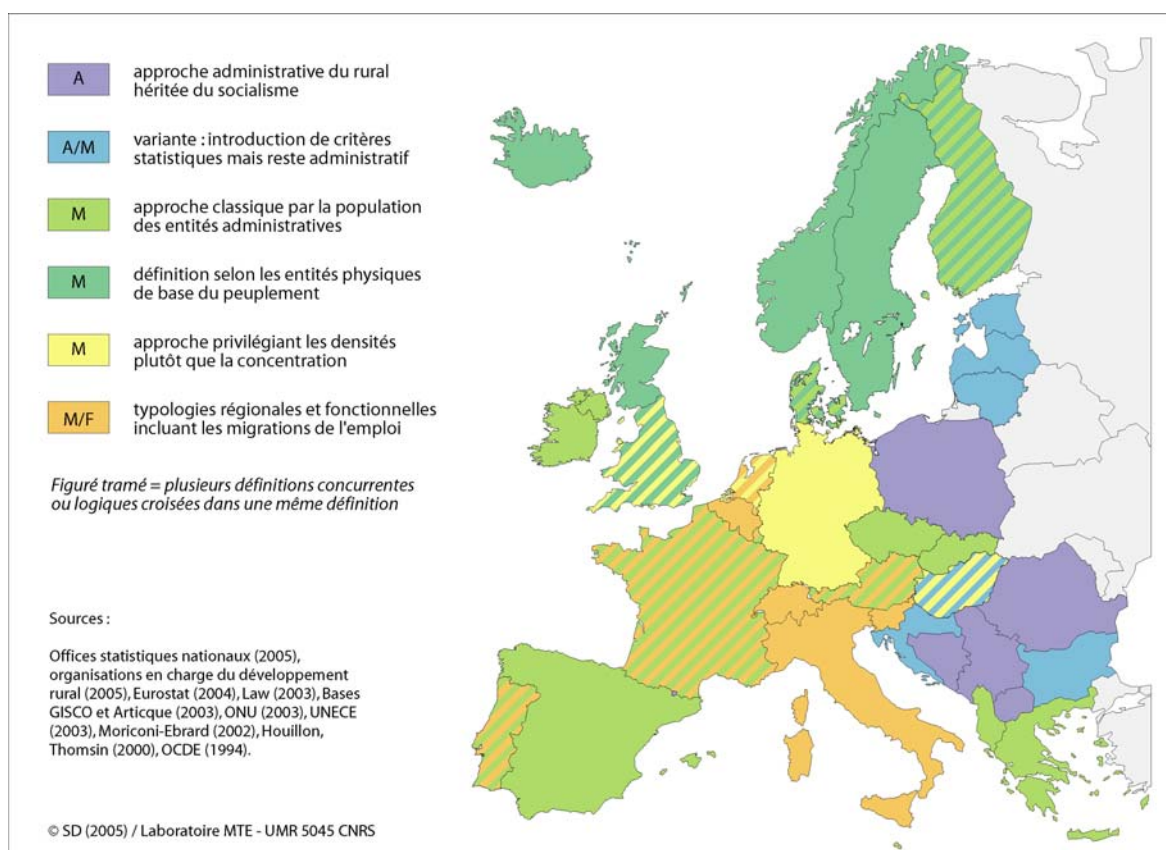 A
approche administrative du rural
héritée du socialisme
A/M
variante : introduction de critères
statistiques mais reste administratif
M
approche classique par la population
des entités administratives
M
définition selon les entités physiques
de base du peuplement
M
approche privilégiant les densités
plutôt que la concentration
M/F
typologies régionales et fonctionnelles
incluant les migrations de l'emploi
Figuré tramé = plusieurs définitions concurrentes
ou logiques croisées dans une même définition
Sources :
Offices statistiques nationaux (2005),
organisations en charge du développement
rural (2005), Eurostat (2004), Law (2003), Bases
GISCO et Articque (2003), ONU (2003), UNECE
(2003), Moriconi-Ebrard (2002), Houillon,
Thomsin (2000), OCDE (1994).
© SD (2005) / Laboratoire MTE - UMR 5045 CNRS